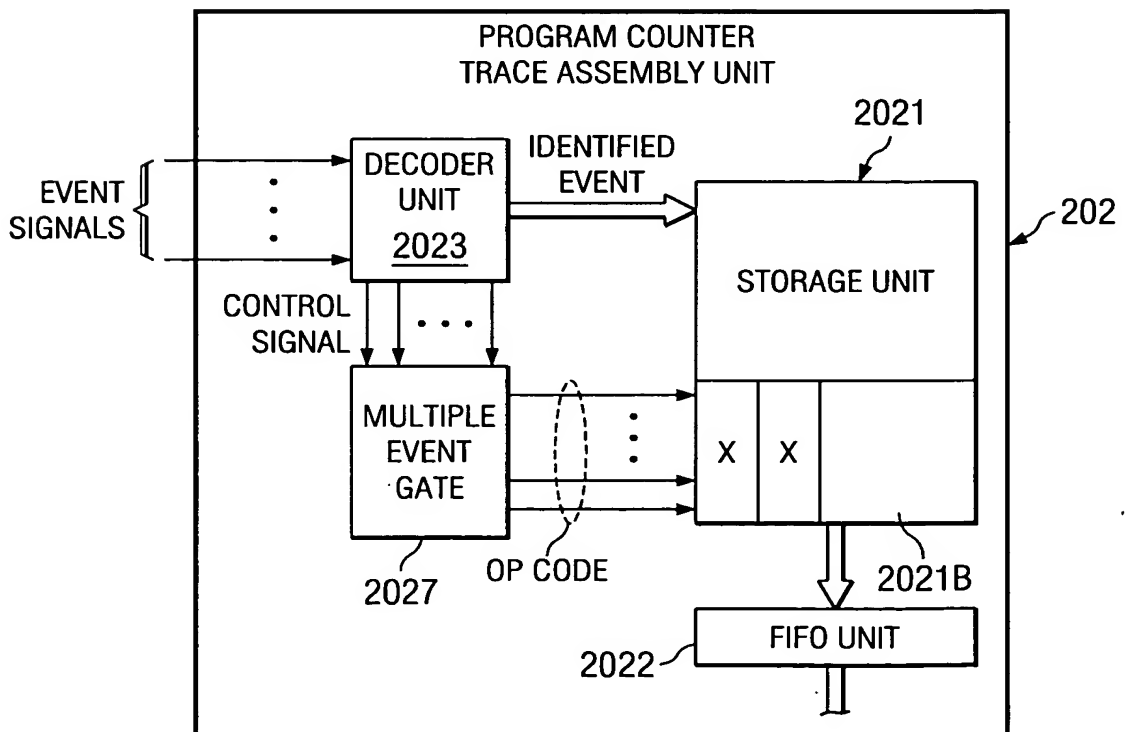 PROGRAM COUNTER
TRACE ASSEMBLY UNIT
2021
IDENTIFIED
EVENT
DECODER
UNIT
2023
EVENT
SIGNALS
202
STORAGE UNIT
CONTROL
SIGNAL
MULTIPLE
EVENT
GATE
X X
OP CODE
2027
2021B
FIFO UNIT
2022